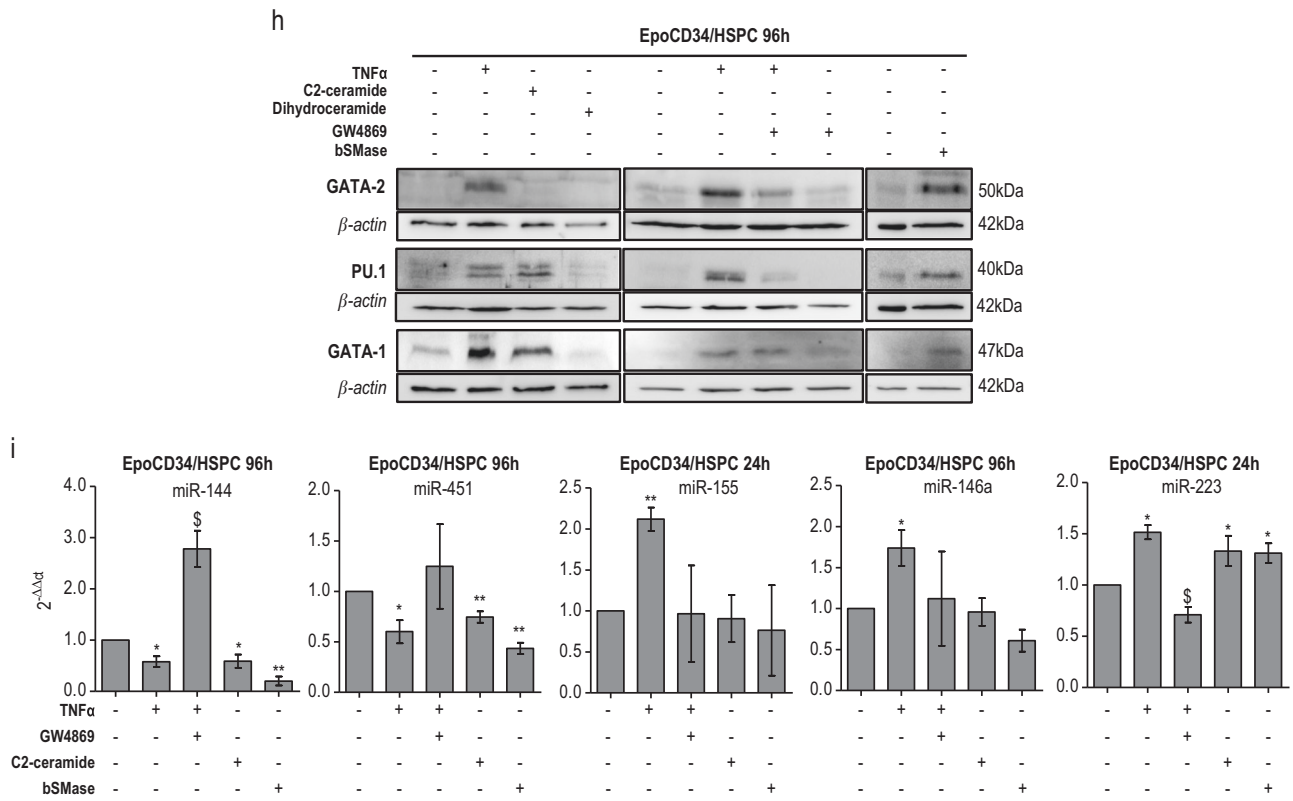 h
EpoCD34/HSPC 96h
TNFα - + - - - + + - - -
C2-ceramide - - + - - - - - - -
Dihydroceramide - - - + - - - - - -
GW4869 - - - - - - + + - -
bSMase - - - - - - - - - +
GATA-2 50kDa
β-actin 42kDa
PU.1 40kDa
β-actin 42kDa
GATA-1 47kDa
β-actin 42kDa
i
EpoCD34/HSPC 96h EpoCD34/HSPC 96h EpoCD34/HSPC 24h EpoCD34/HSPC 96h EpoCD34/HSPC 24h
miR-144 miR-451 miR-155 miR-146a miR-223
2-ΔΔct
4.0
3.0
2.0
1.0
0.0
* $ * **
2.0
1.5
1.0
0.5
0.0
* ** **
2.5
2.0
1.5
1.0
0.5
0.0
**
2.5
2.0
1.5
1.0
0.5
0.0
*
2.0
1.5
1.0
0.5
0.0
* $ * *
TNFα - + + - - - + + - - - + + - - - + + - - - + + - -
GW4869 - - + - - - - + - - - - + - - - - + - - - - + - -
C2-ceramide - - - + - - - - + - - - - + - - - - + - - - - + -
bSMase - - - - + - - - - + - - - - + - - - - + - - - - +